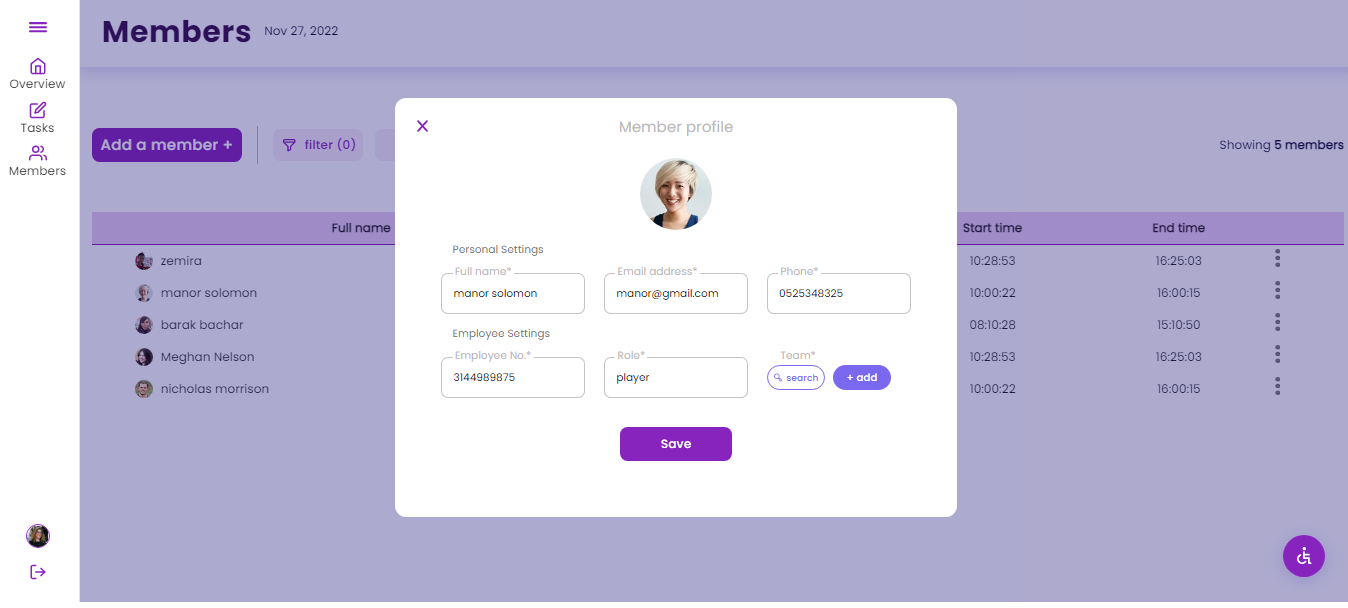 Members Nov 27, 2022
Overview
Tasks
Members
Add a member +
filter (0)
Showing 5 members
Full name Start time End time
zemira 10:28:53 16:25:03
manor solomon 10:00:22 16:00:15
barak bachar 08:10:28 15:10:50
Meghan Nelson 10:28:53 16:25:03
nicholas morrison 10:00:22 16:00:15
Member profile
Personal Settings
Full name* Email address* Phone*
manor solomon manor@gmail.com 0525348325
Employee Settings
Employee No.* Role* Team*
3144989875 player search + add
Save